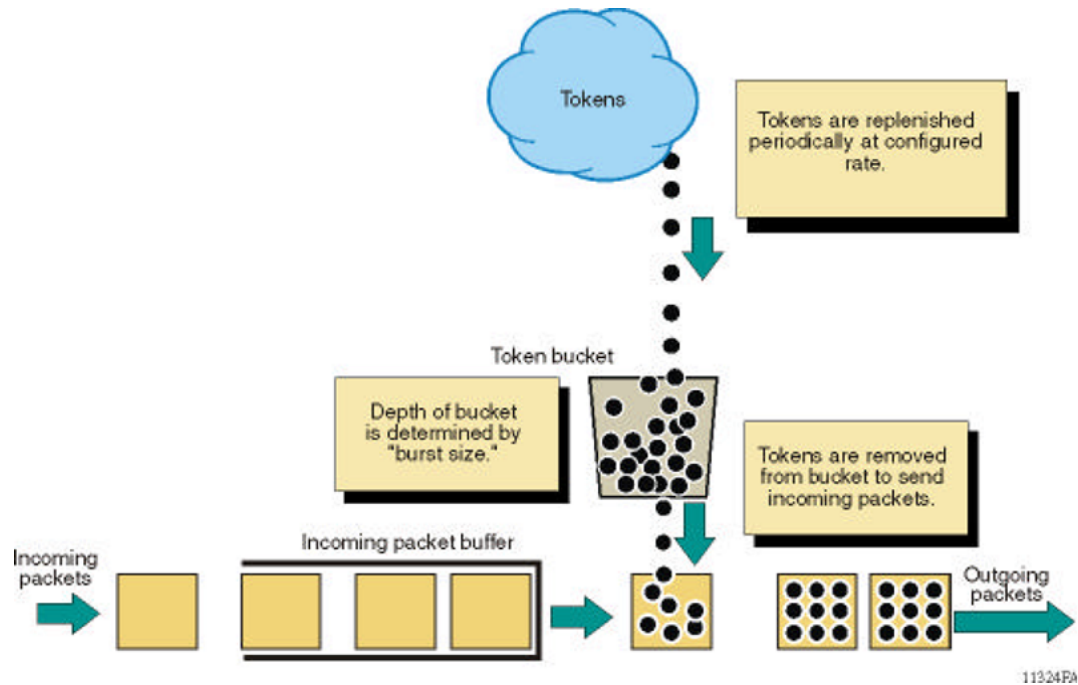 Tokens
Tokens are replenished
periodically at configured
rate.
Token bucket
Depth of bucket
is determined by
"burst size."
Tokens are removed
from bucket to send
incoming packets.
Incoming
packets
Incoming packet buffer
Outgoing
packets
11324PA